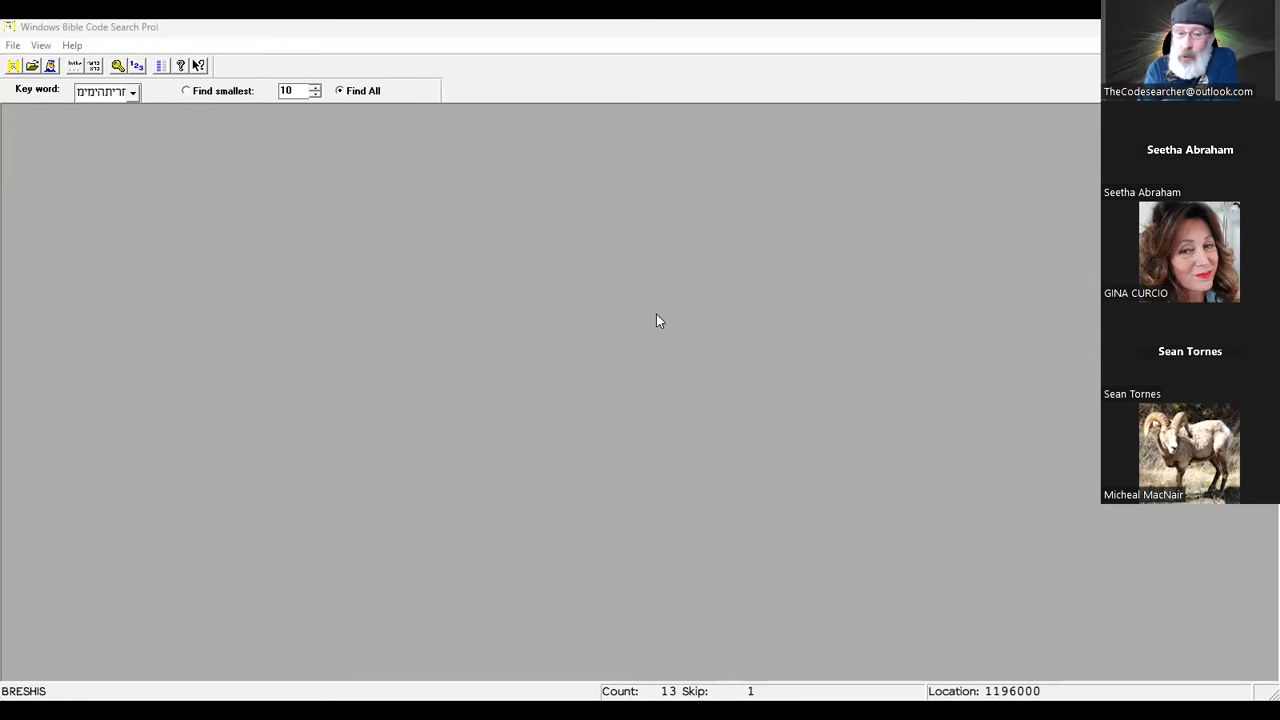 Windows Bible Code Search Pro!
File View Help
Key word: זריתהימימ Find smallest: 10 Find All
TheCodesearcher@outlook.com
Seetha Abraham
Seetha Abraham
GINA CURCIO
Sean Tornes
Sean Tornes
Micheal MacNair
BRESHIS Count: 13 Skip: 1 Location: 1196000